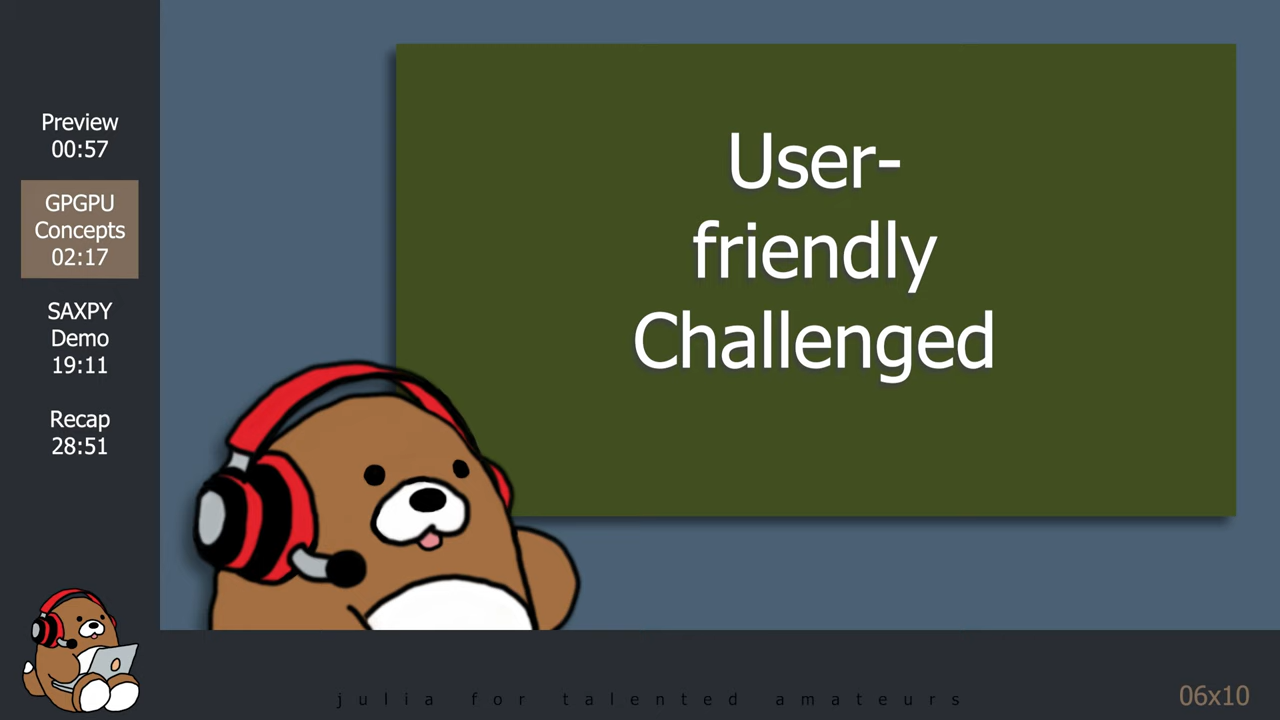 Preview
00:57
GPGPU
Concepts
02:17
SAXPY
Demo
19:11
Recap
28:51
User-
friendly
Challenged
julia for talented amateurs
06x10